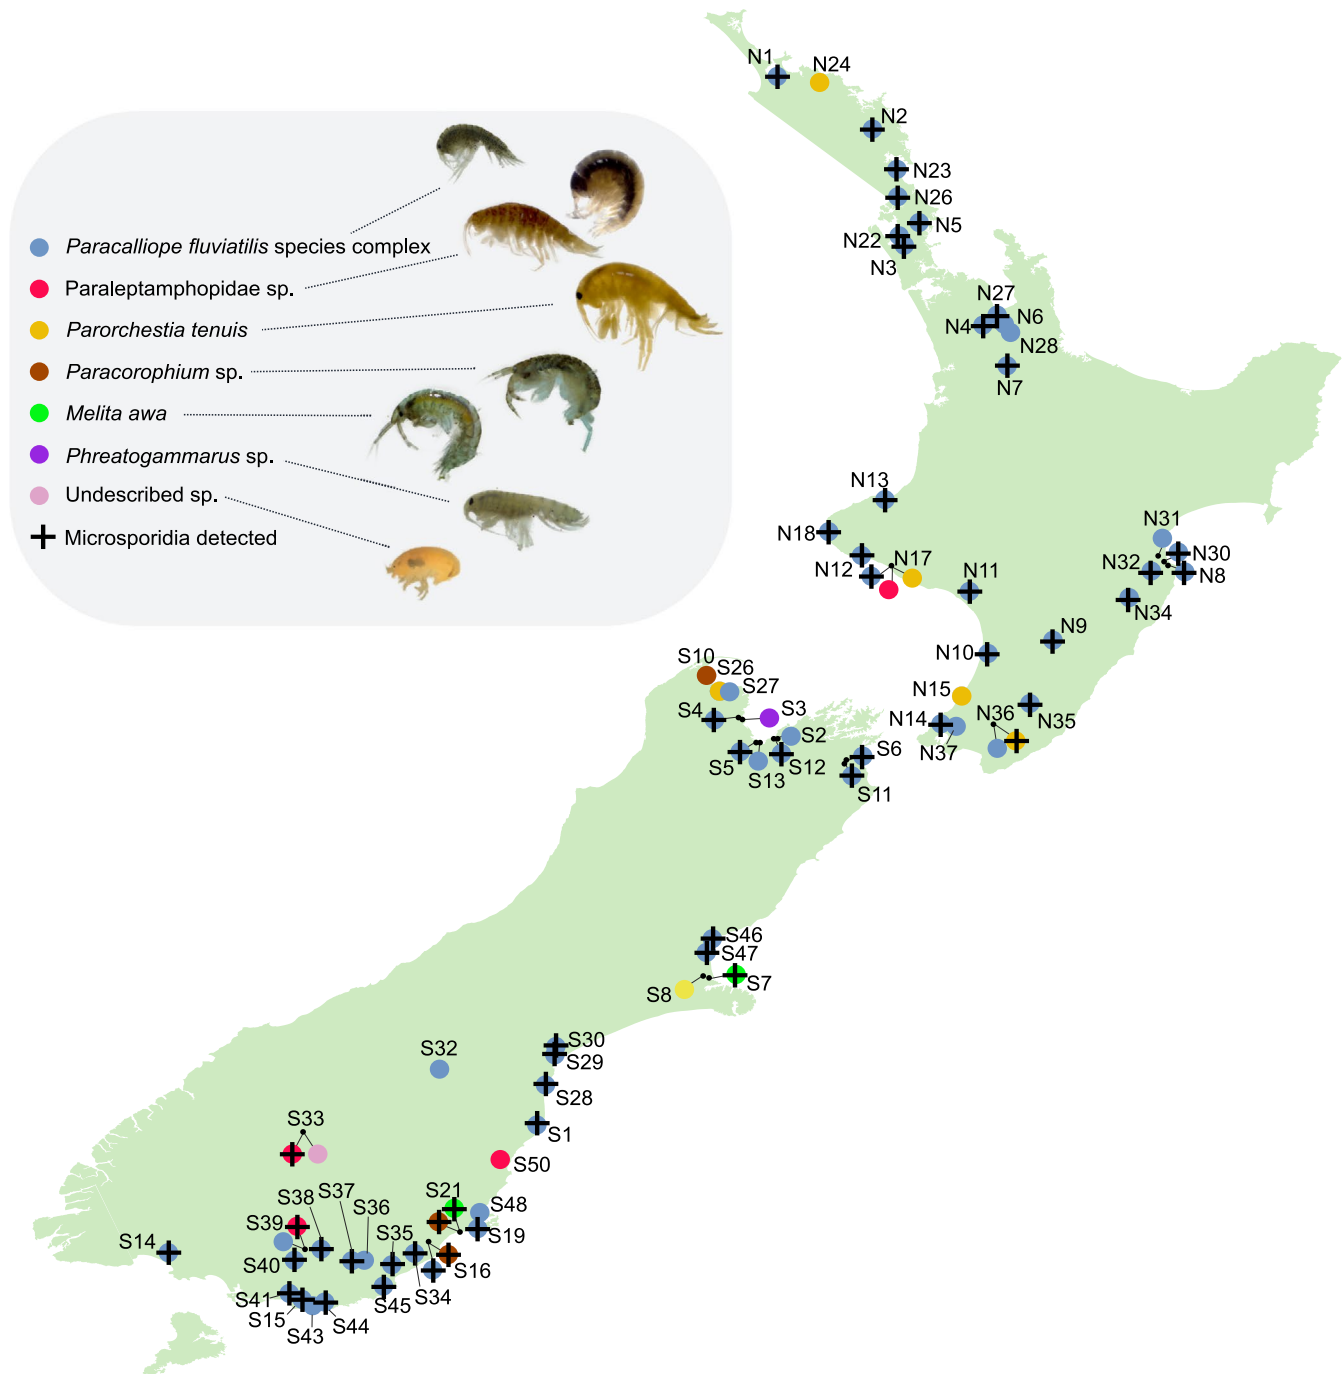 Paracalliope fluviatilis species complex
Paraleptamphopidae sp.
Parorchestia tenuis
Paracorophium sp.
Melita awa
Phreatogammarus sp.
Undescribed sp.
Microsporidia detected
N1
N24
N2
N23
N26
N5
N22
N3
N27
N6
N4
N28
N7
N13
N18
N31
N30
N17
N12
N32
N8
N11
N34
N9
N10
S10
S26
S27
N15
S4
S3
N14
N36
N35
S2
N37
S5
S12
S6
S13
S11
S46
S47
S7
S8
S30
S32
S29
S28
S33
S1
S50
S21
S38
S37
S48
S39
S36
S35
S19
S14
S40
S16
S41
S34
S15
S45
S43
S44